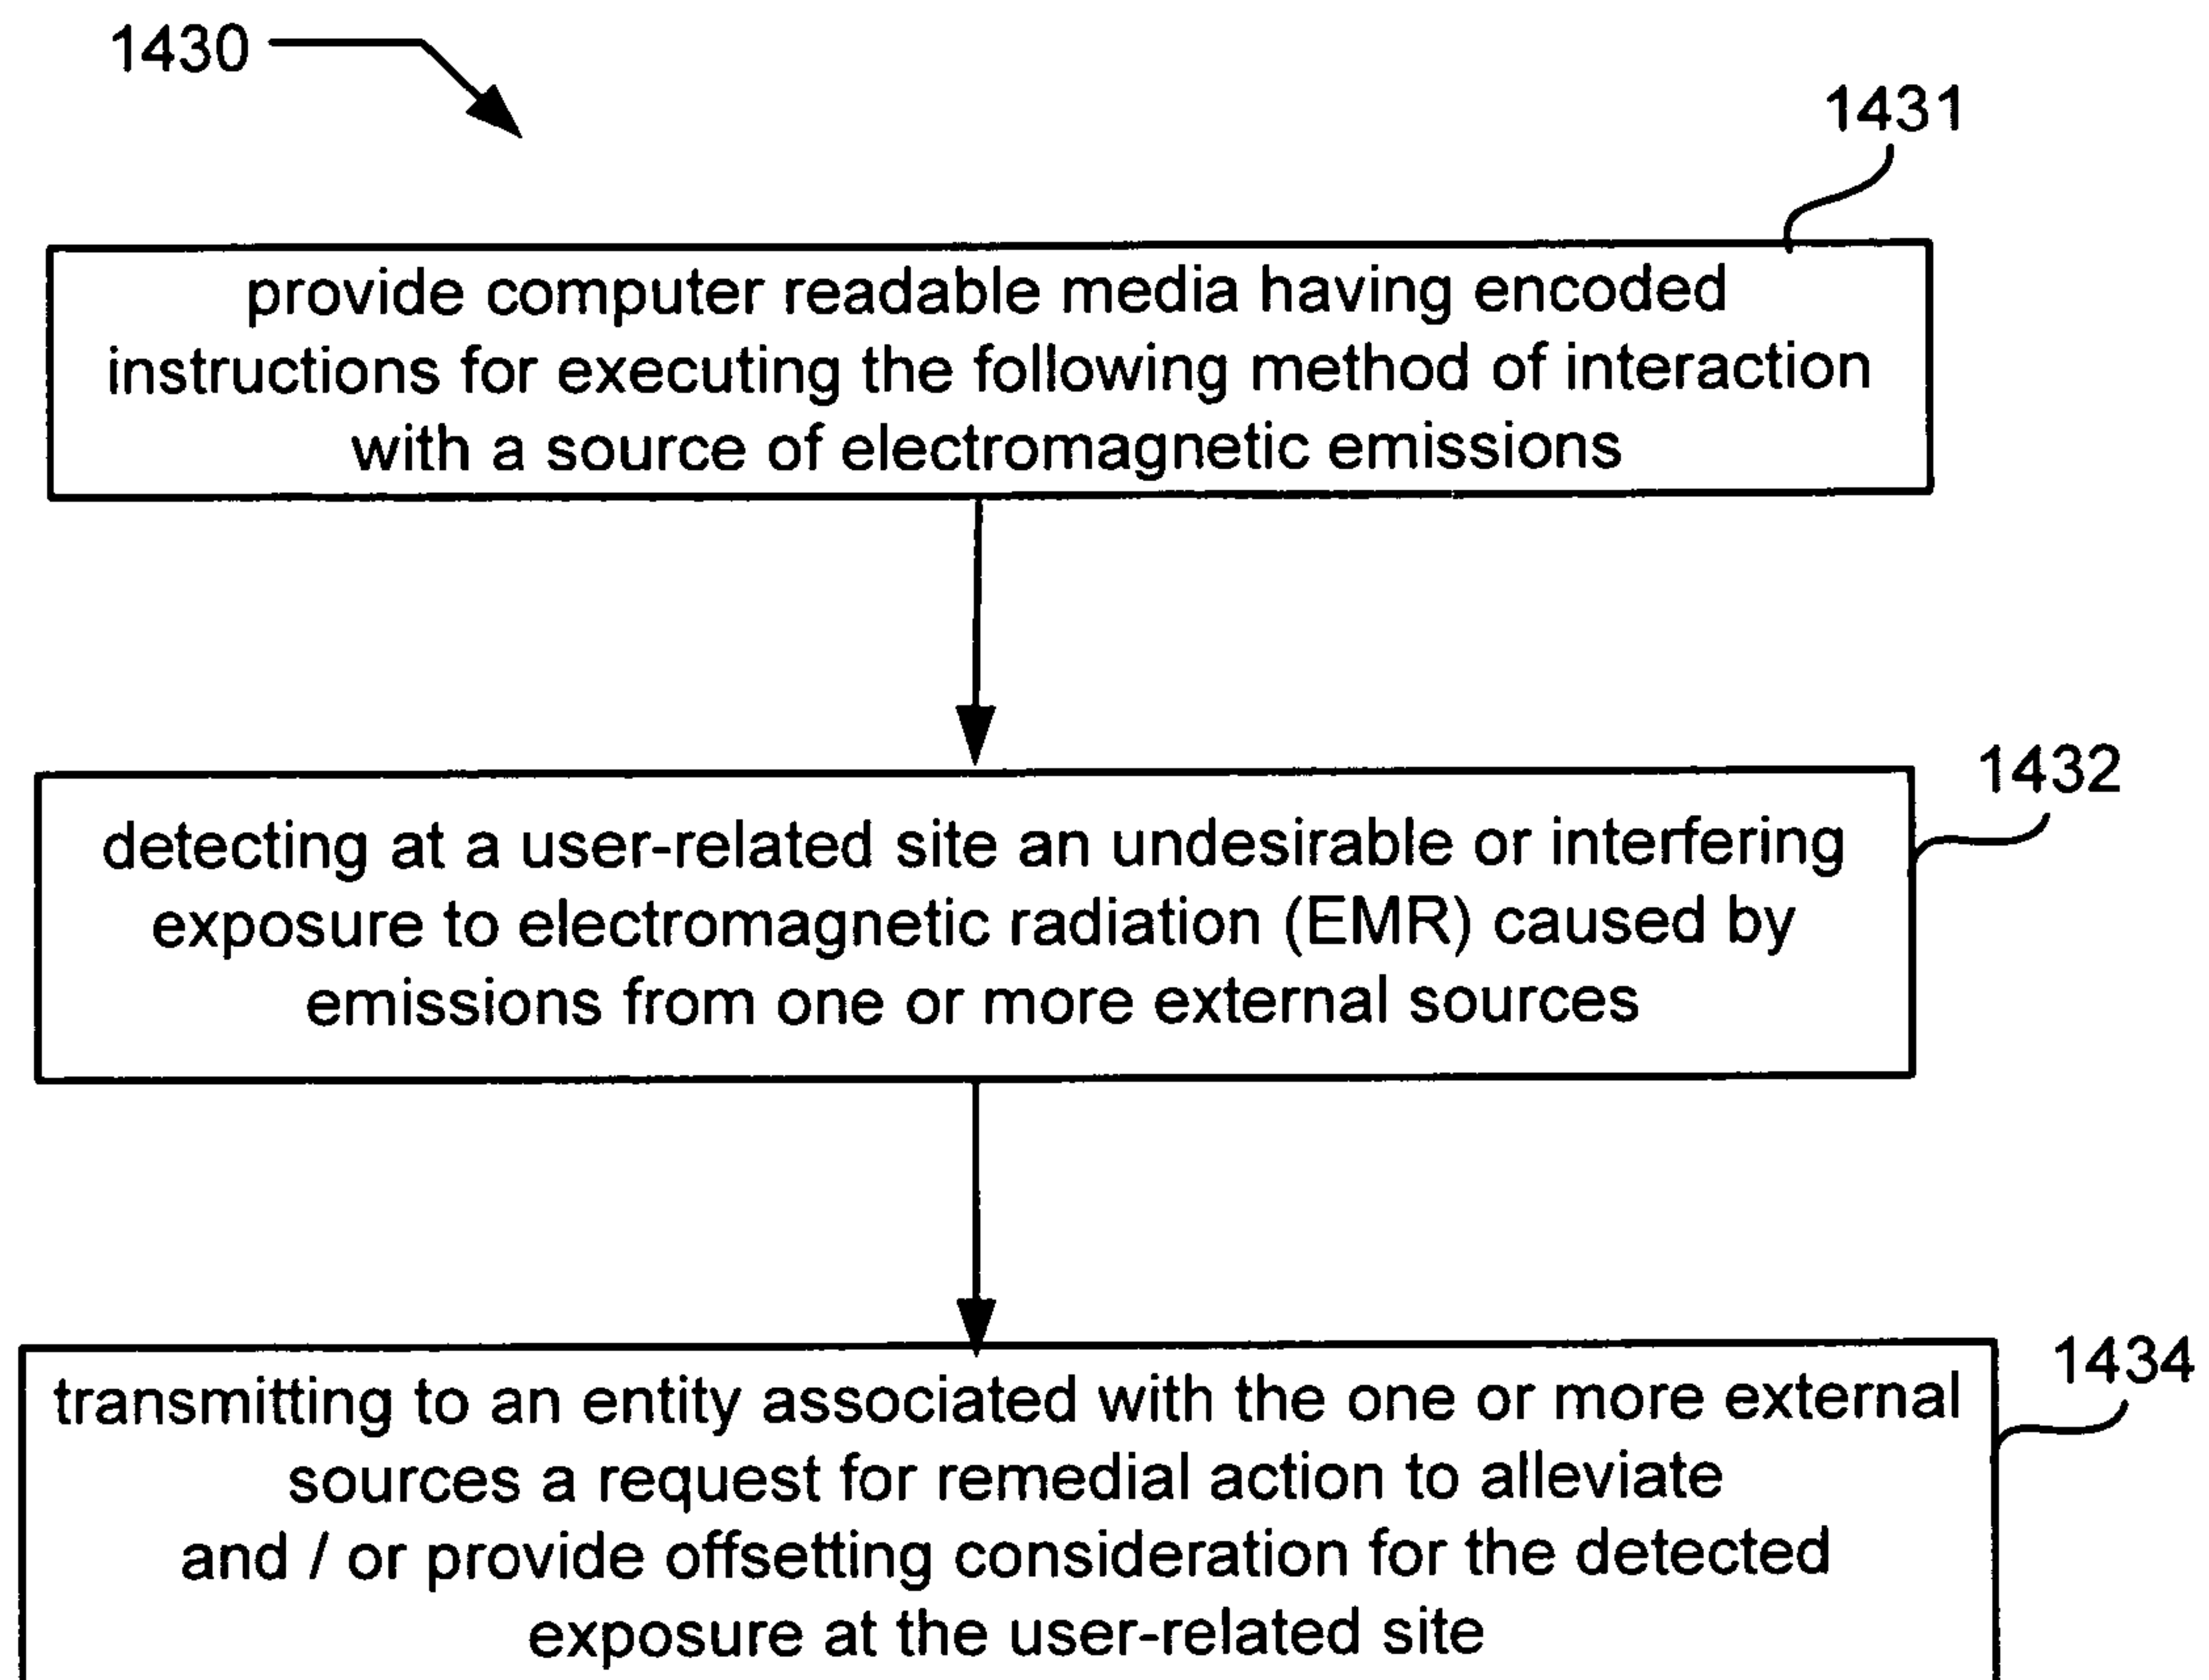 1430
1431
provide computer readable media having encoded
instructions for executing the following method of interaction
with a source of electromagnetic emissions
1432
detecting at a user-related site an undesirable or interfering
exposure to electromagnetic radiation (EMR) caused by
emissions from one or more external sources
1434
transmitting to an entity associated with the one or more external
sources a request for remedial action to alleviate
and / or provide offsetting consideration for the detected
exposure at the user-related site